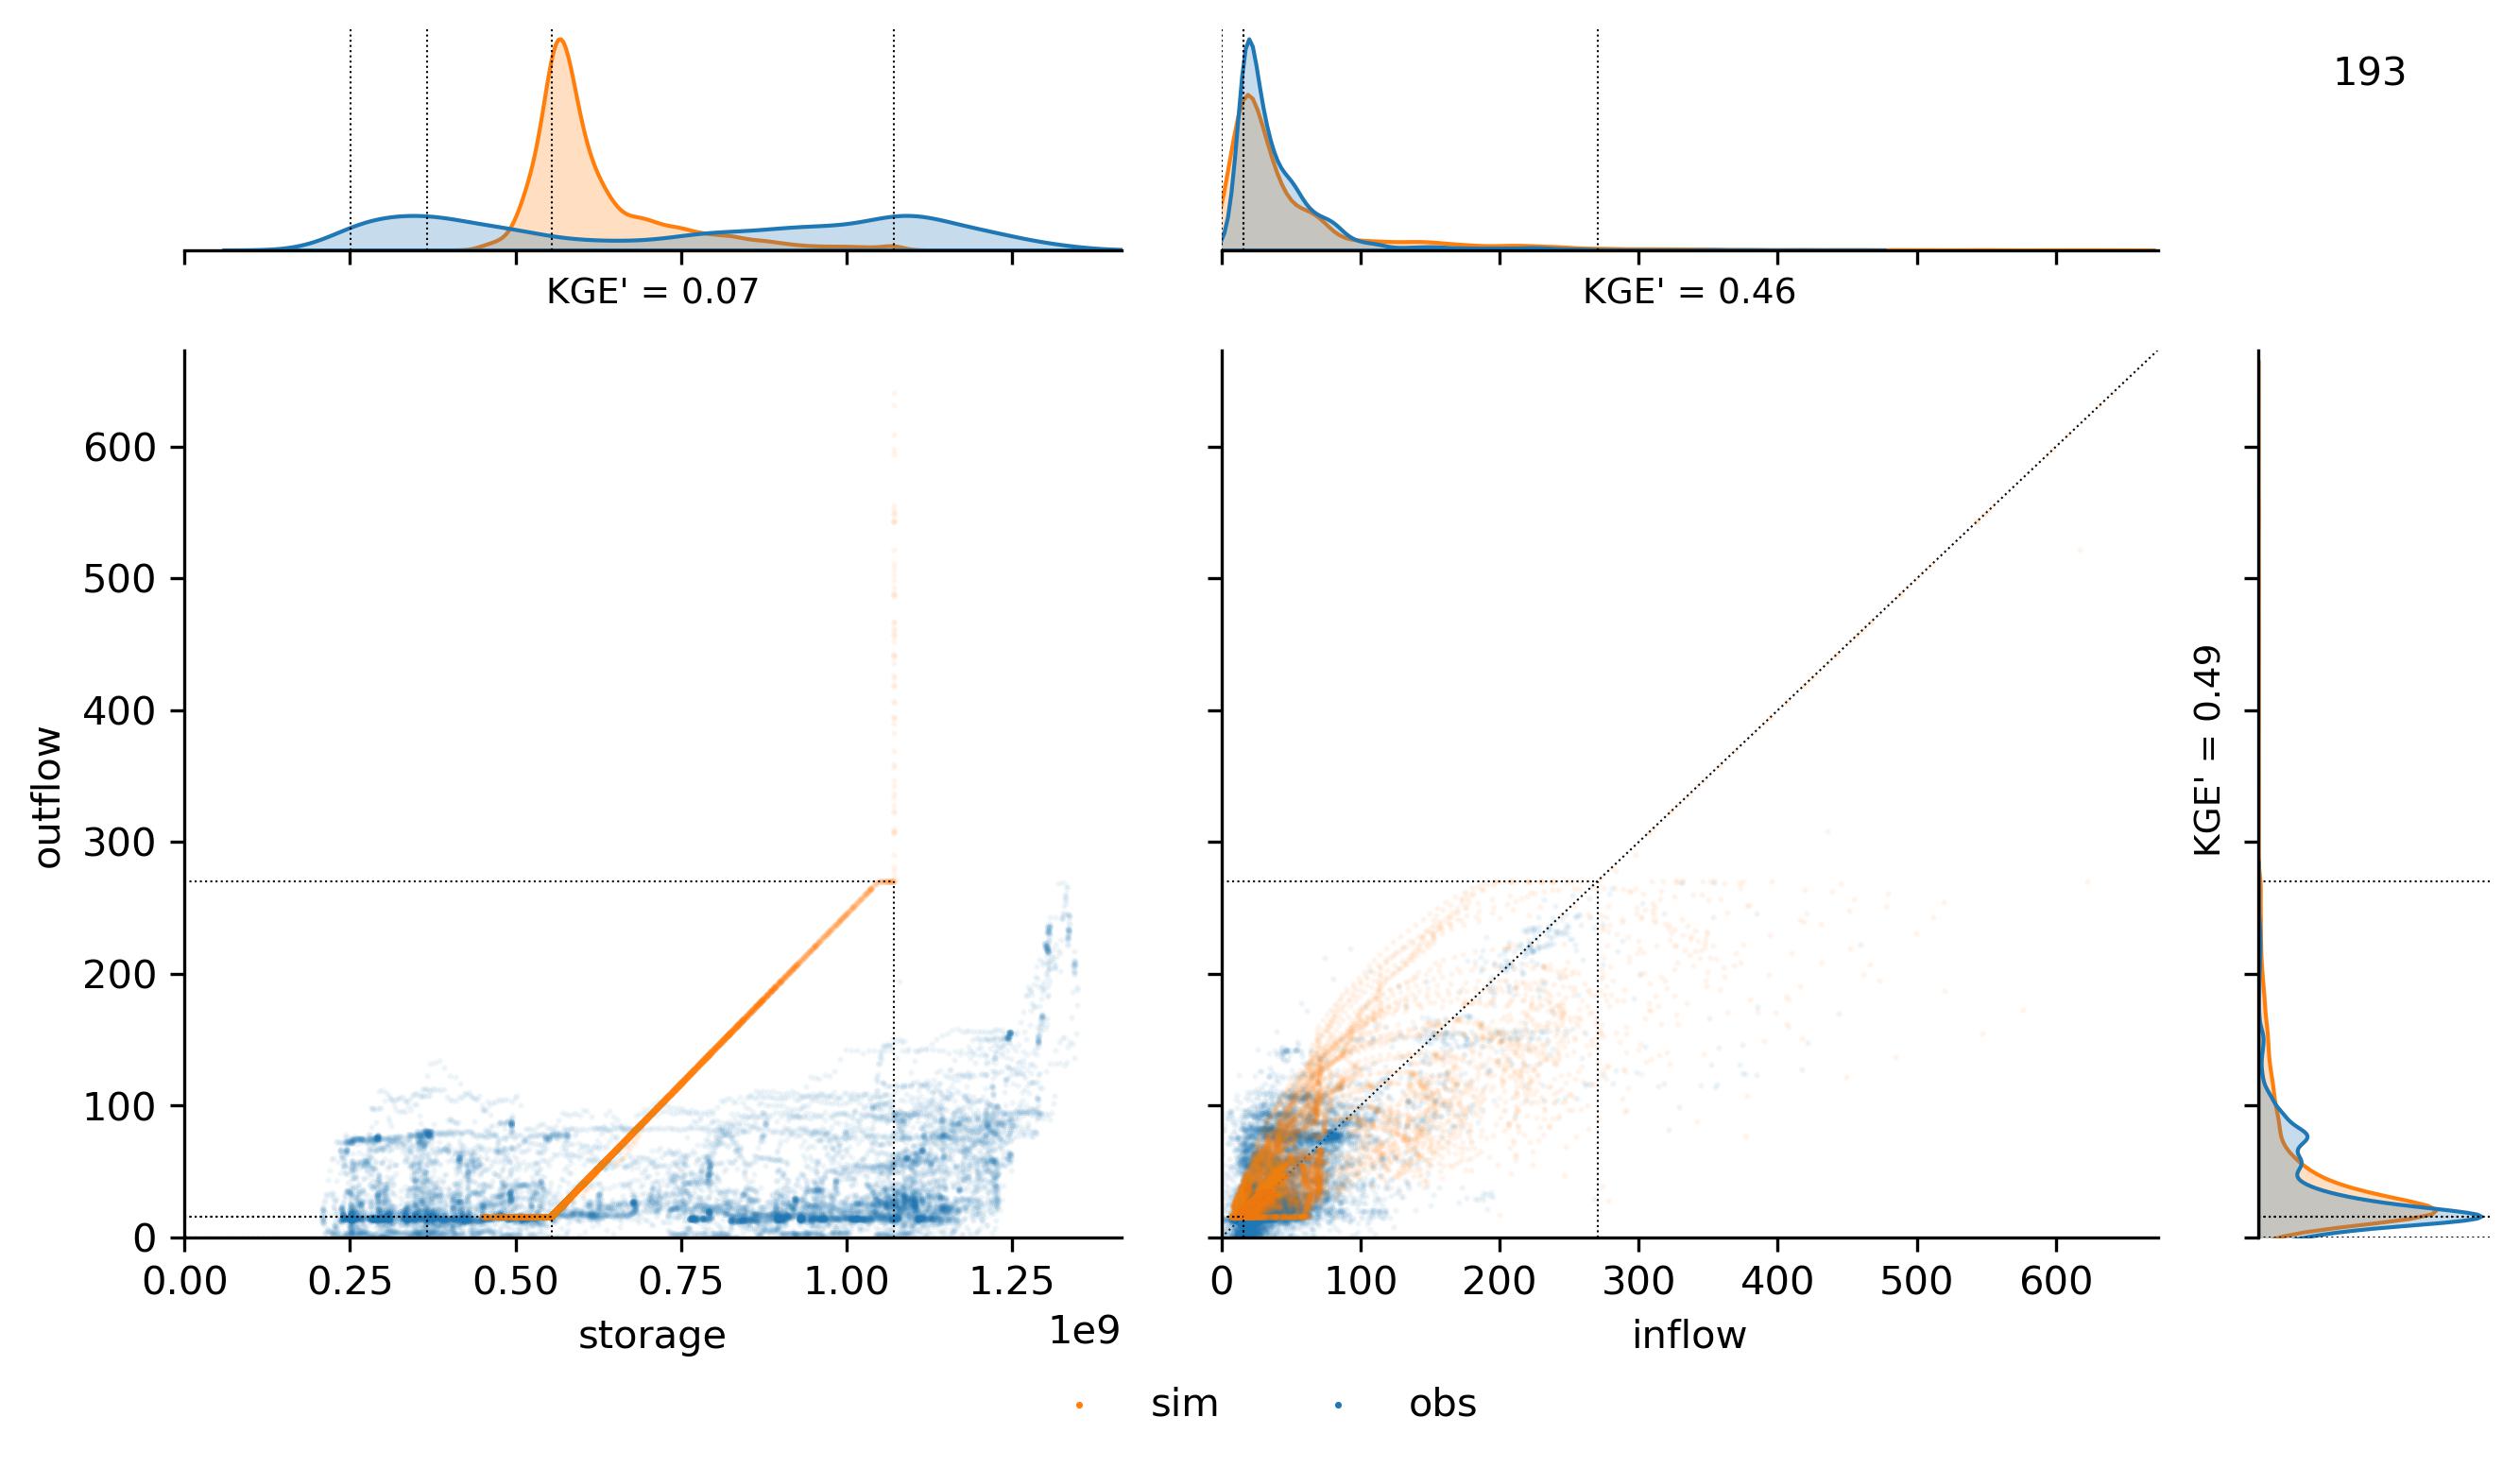 193
KGE' = 0.07
KGE' = 0.46
600
500
400
300
200
100
0
outflow
KGE' = 0.49
0.00 0.25 0.50 0.75 1.00 1.25
1e9
storage
0 100 200 300 400 500 600
inflow
sim obs